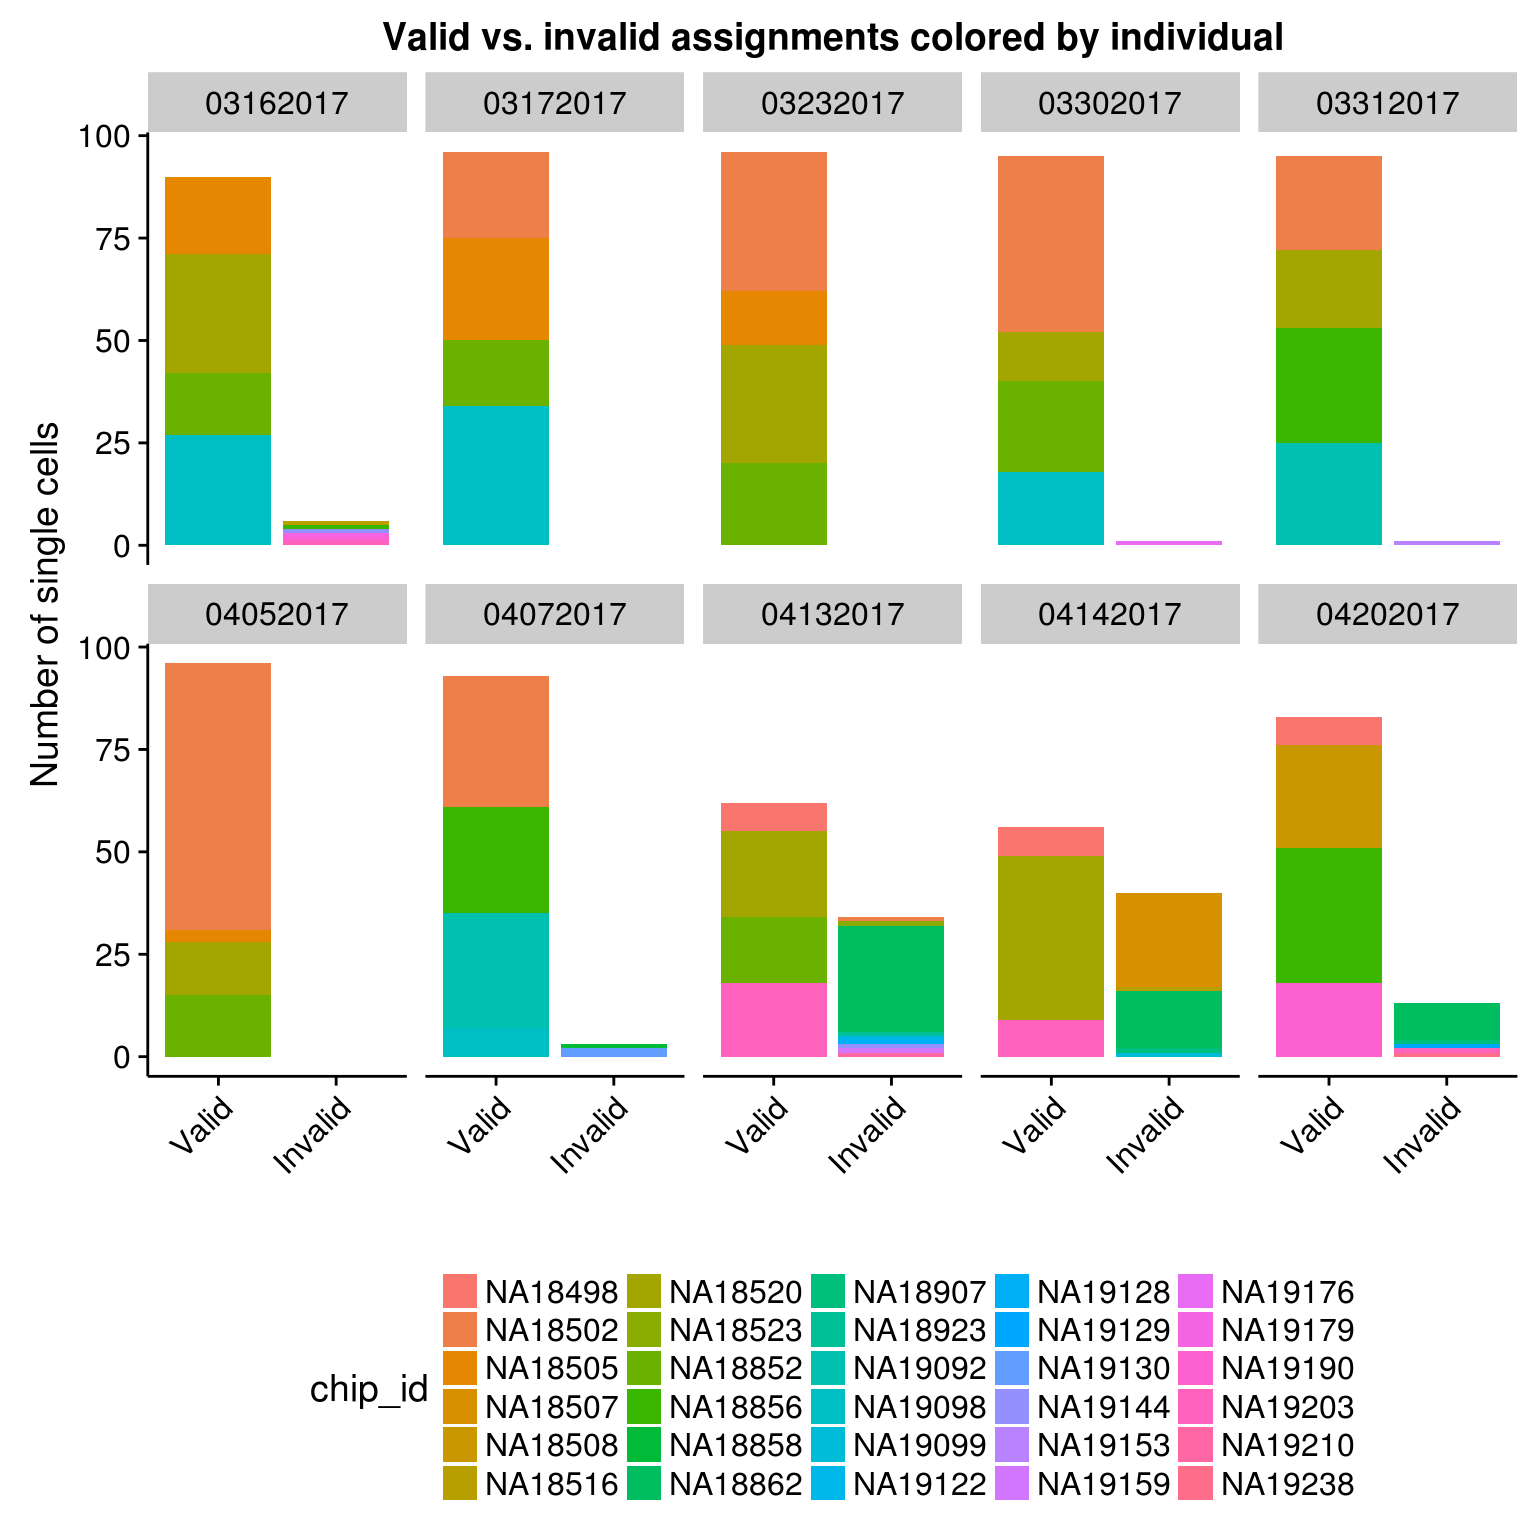 Valid vs. invalid assignments colored by individual
03162017 03172017 03232017 03302017 03312017
100
75
50
25
0
Number of single cells
04052017 04072017 04132017 04142017 04202017
100
75
50
25
0
Valid Invalid Valid Invalid Valid Invalid Valid Invalid Valid Invalid
chip_id
NA18498 NA18520 NA18907 NA19128 NA19176
NA18502 NA18523 NA18923 NA19129 NA19179
NA18505 NA18852 NA19092 NA19130 NA19190
NA18507 NA18856 NA19098 NA19144 NA19203
NA18508 NA18858 NA19099 NA19153 NA19210
NA18516 NA18862 NA19122 NA19159 NA19238